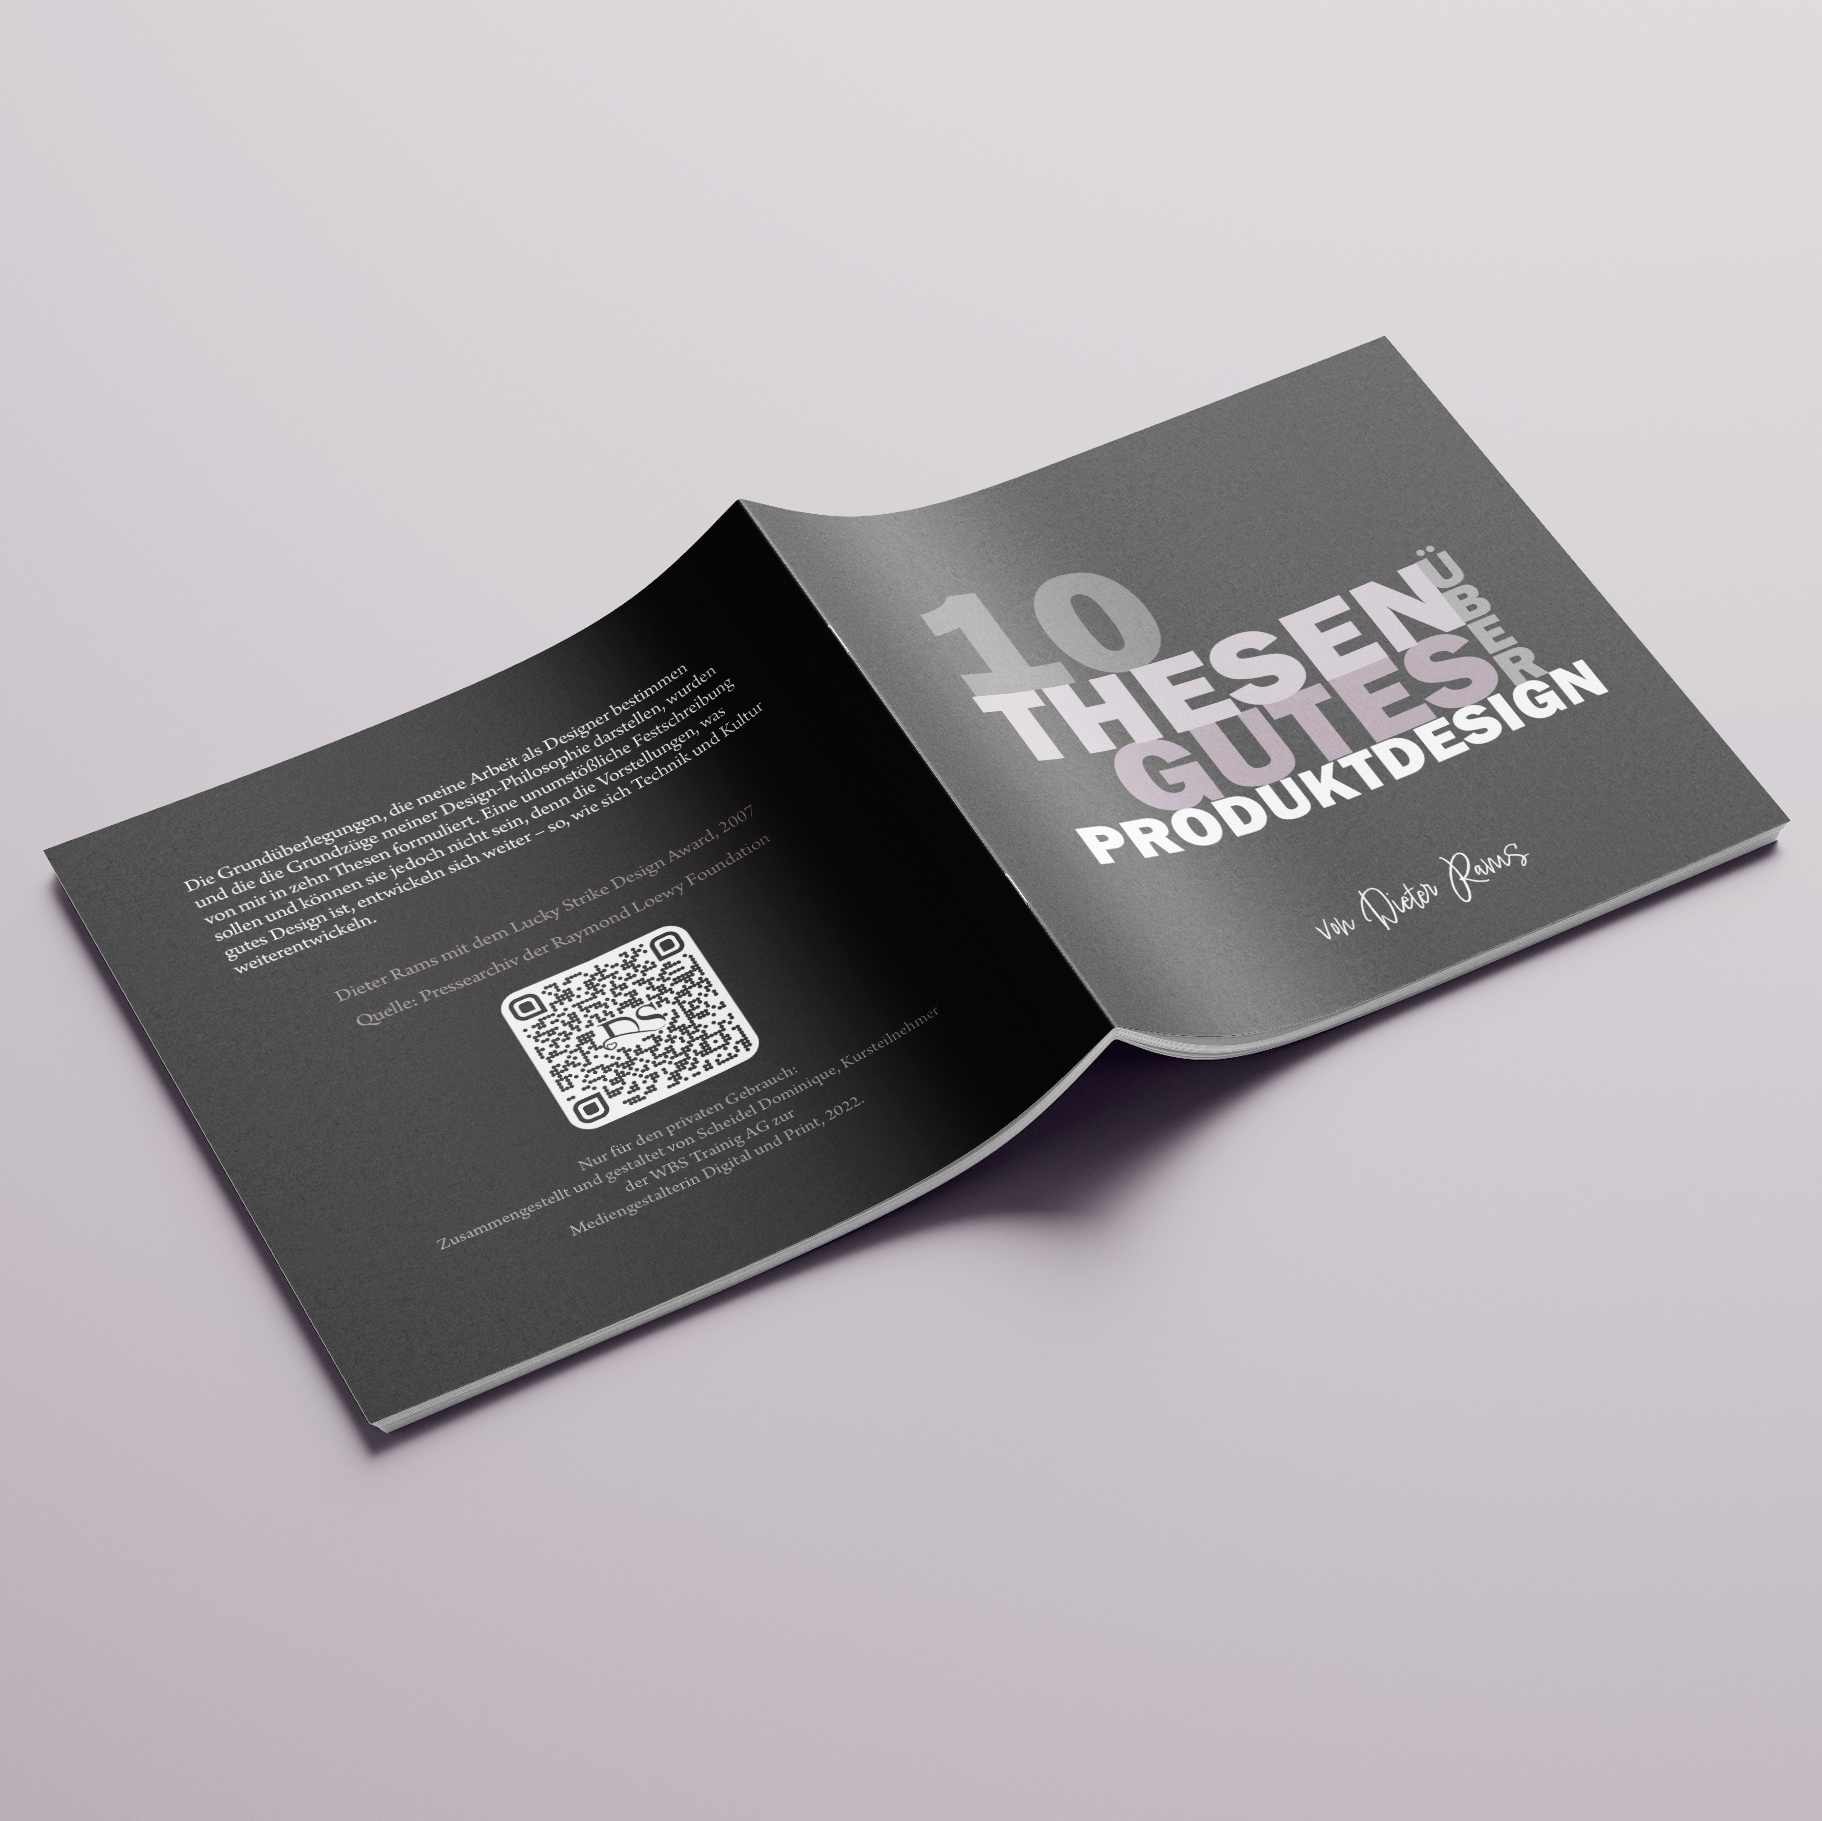 Die Grundüberlegungen, die meine Arbeit als Designer bestimmen
und die die Grundzüge meiner Design-Philosophie darstellen, wurden
von mir in zehn Thesen formuliert. Eine unumstößliche Festschreibung
sollen und können sie jedoch nicht sein, denn die Vorstellungen, was
gutes Design ist, entwickeln sich weiter – so, wie sich Technik und Kultur
weiterentwickeln.
Dieter Rams mit dem Lucky Strike Design Award, 2007
Quelle: Pressearchiv der Raymond Loewy Foundation
DS
Nur für den privaten Gebrauch:
Zusammengestellt und gestaltet von Scheidel Dominique, Kursteilnehmer
der WBS Trainig AG zur
Mediengestalterin Digital und Print, 2022.
10
THESEN
ÜBER
GUTES
PRODUKTDESIGN
von Dieter Rams